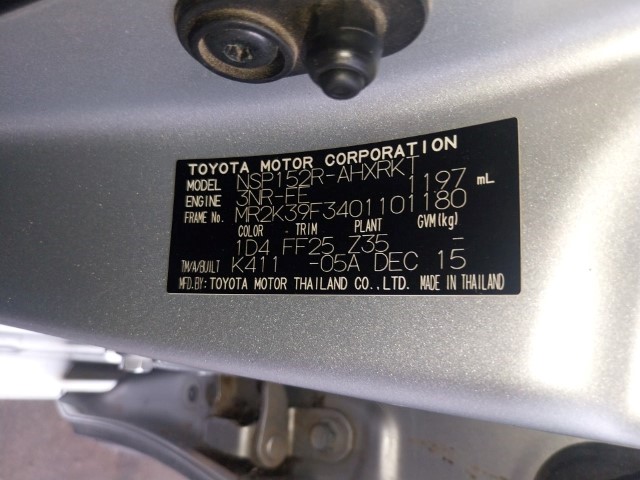 TOYOTA MOTOR CORPORATION
MODEL NSP152R-AHXRKT
ENGINE 3NR-FE 1197 mL
FRAME No. MR2K39F3401101180
COLOR TRIM PLANT GVM(kg)
1D4 FF25 Z35 –
TM/A/BUILT K411 -05A DEC 15
MFD.BY: TOYOTA MOTOR THAILAND CO.,LTD. MADE IN THAILAND